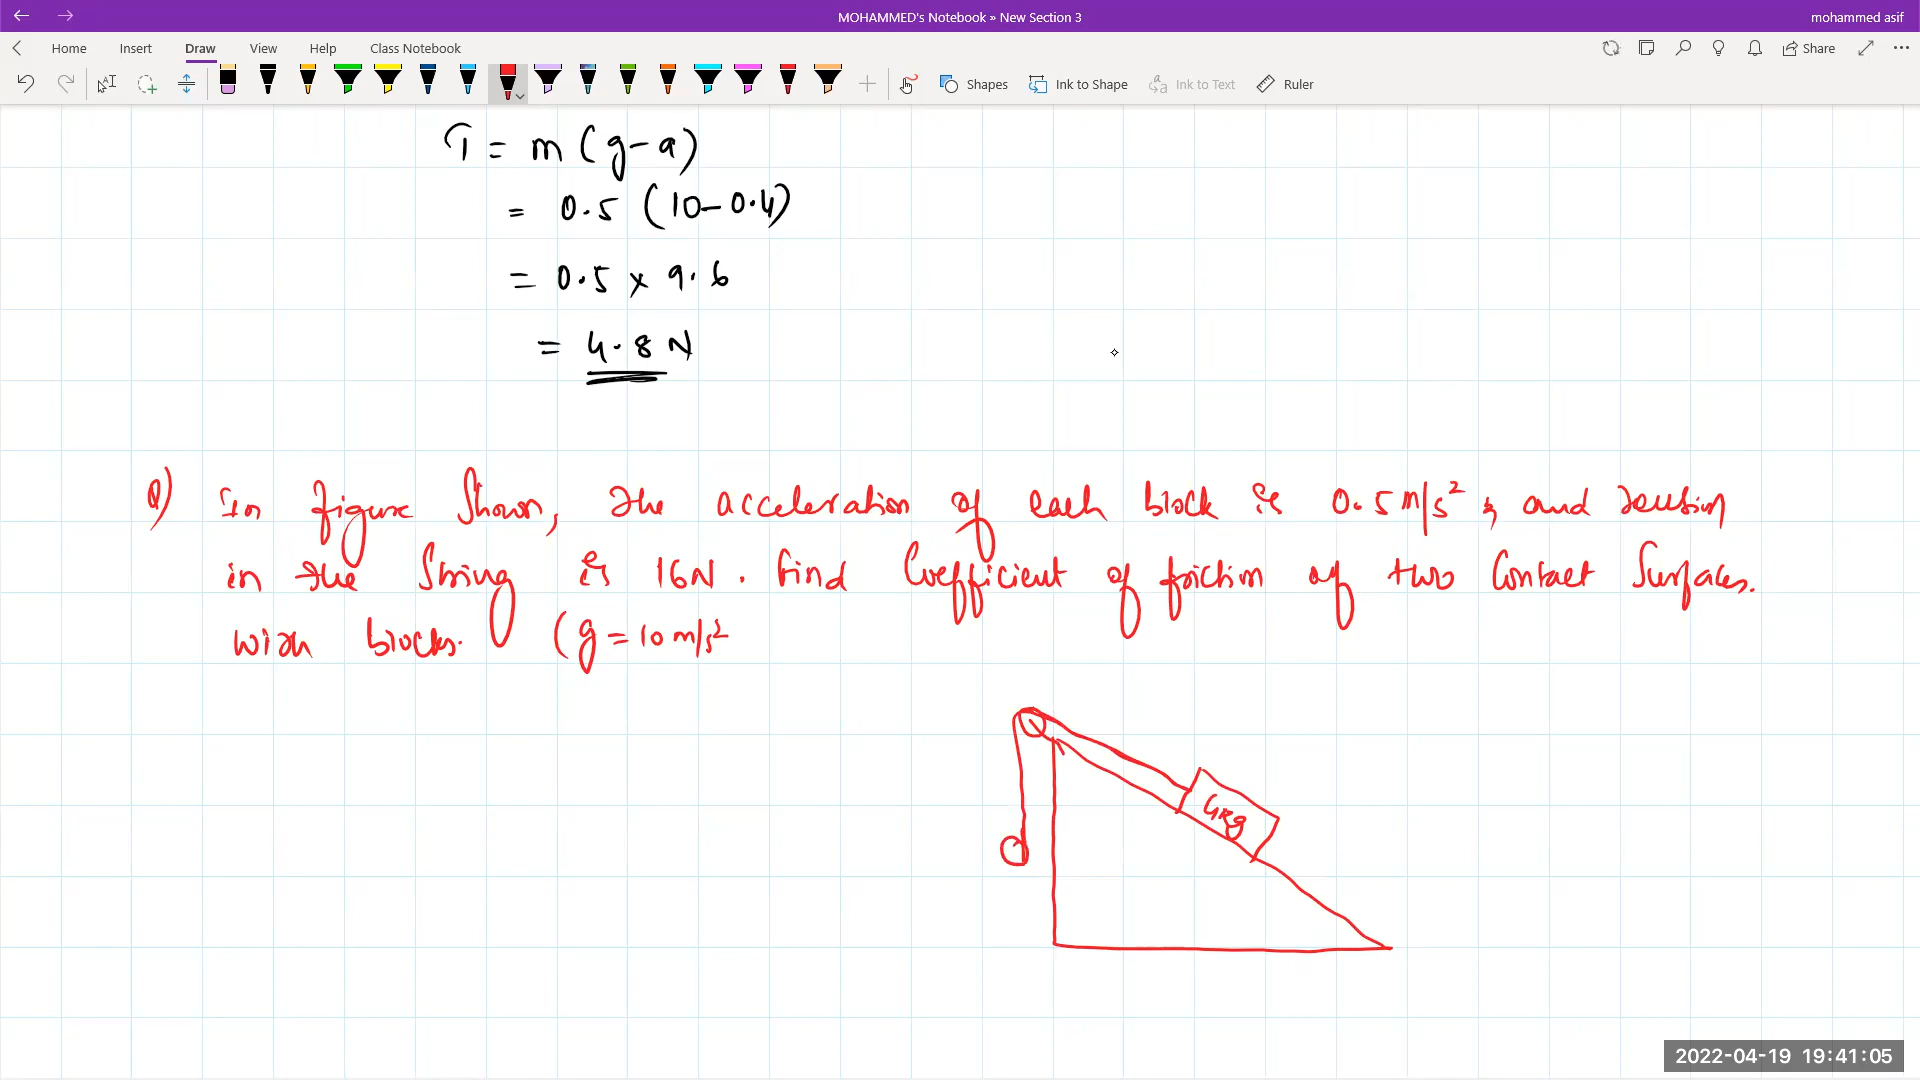 MOHAMMED's Notebook » New Section 3
mohammed asif
Home Insert Draw View Help Class Notebook
Share
Shapes Ink to Shape Ink to Text Ruler
T = m (g - a)
= 0.5 (10 - 0.4)
= 0.5 × 9.6
= 4.8 N
Q) In figure shown, the acceleration of each block is 0.5 m/s² ; and tension
in the string is 16N . Find Coefficient of friction of two Contact Surfaces.
with blocks. (g = 10 m/s²
4kg
2022-04-19 19:41:05